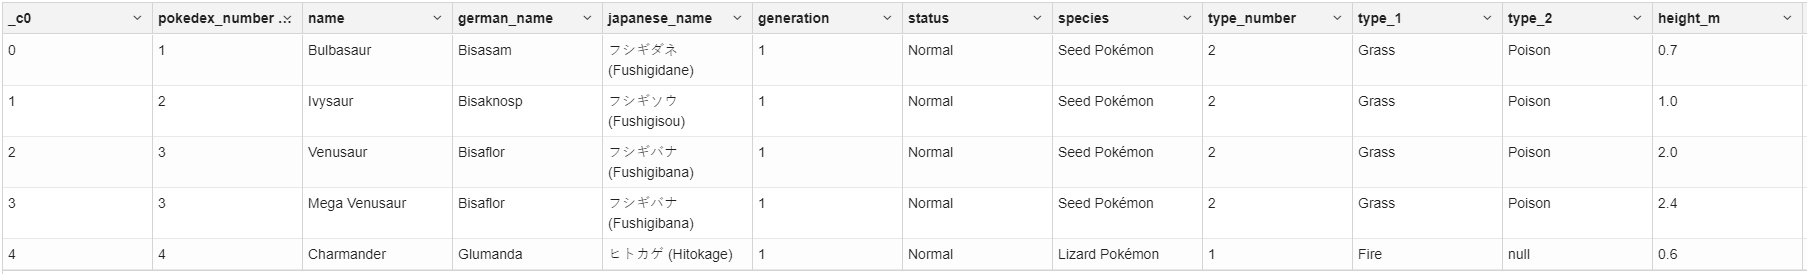 _c0 pokedex_number ... name german_name japanese_name generation status species type_number type_1 type_2 height_m
0 1 Bulbasaur Bisasam フシギダネ 1 Normal Seed Pokémon 2 Grass Poison 0.7
(Fushigidane)
1 2 Ivysaur Bisaknosp フシギソウ 1 Normal Seed Pokémon 2 Grass Poison 1.0
(Fushigisou)
2 3 Venusaur Bisaflor フシギバナ 1 Normal Seed Pokémon 2 Grass Poison 2.0
(Fushigibana)
3 3 Mega Venusaur Bisaflor フシギバナ 1 Normal Seed Pokémon 2 Grass Poison 2.4
(Fushigibana)
4 4 Charmander Glumanda ヒトカゲ (Hitokage) 1 Normal Lizard Pokémon 1 Fire null 0.6